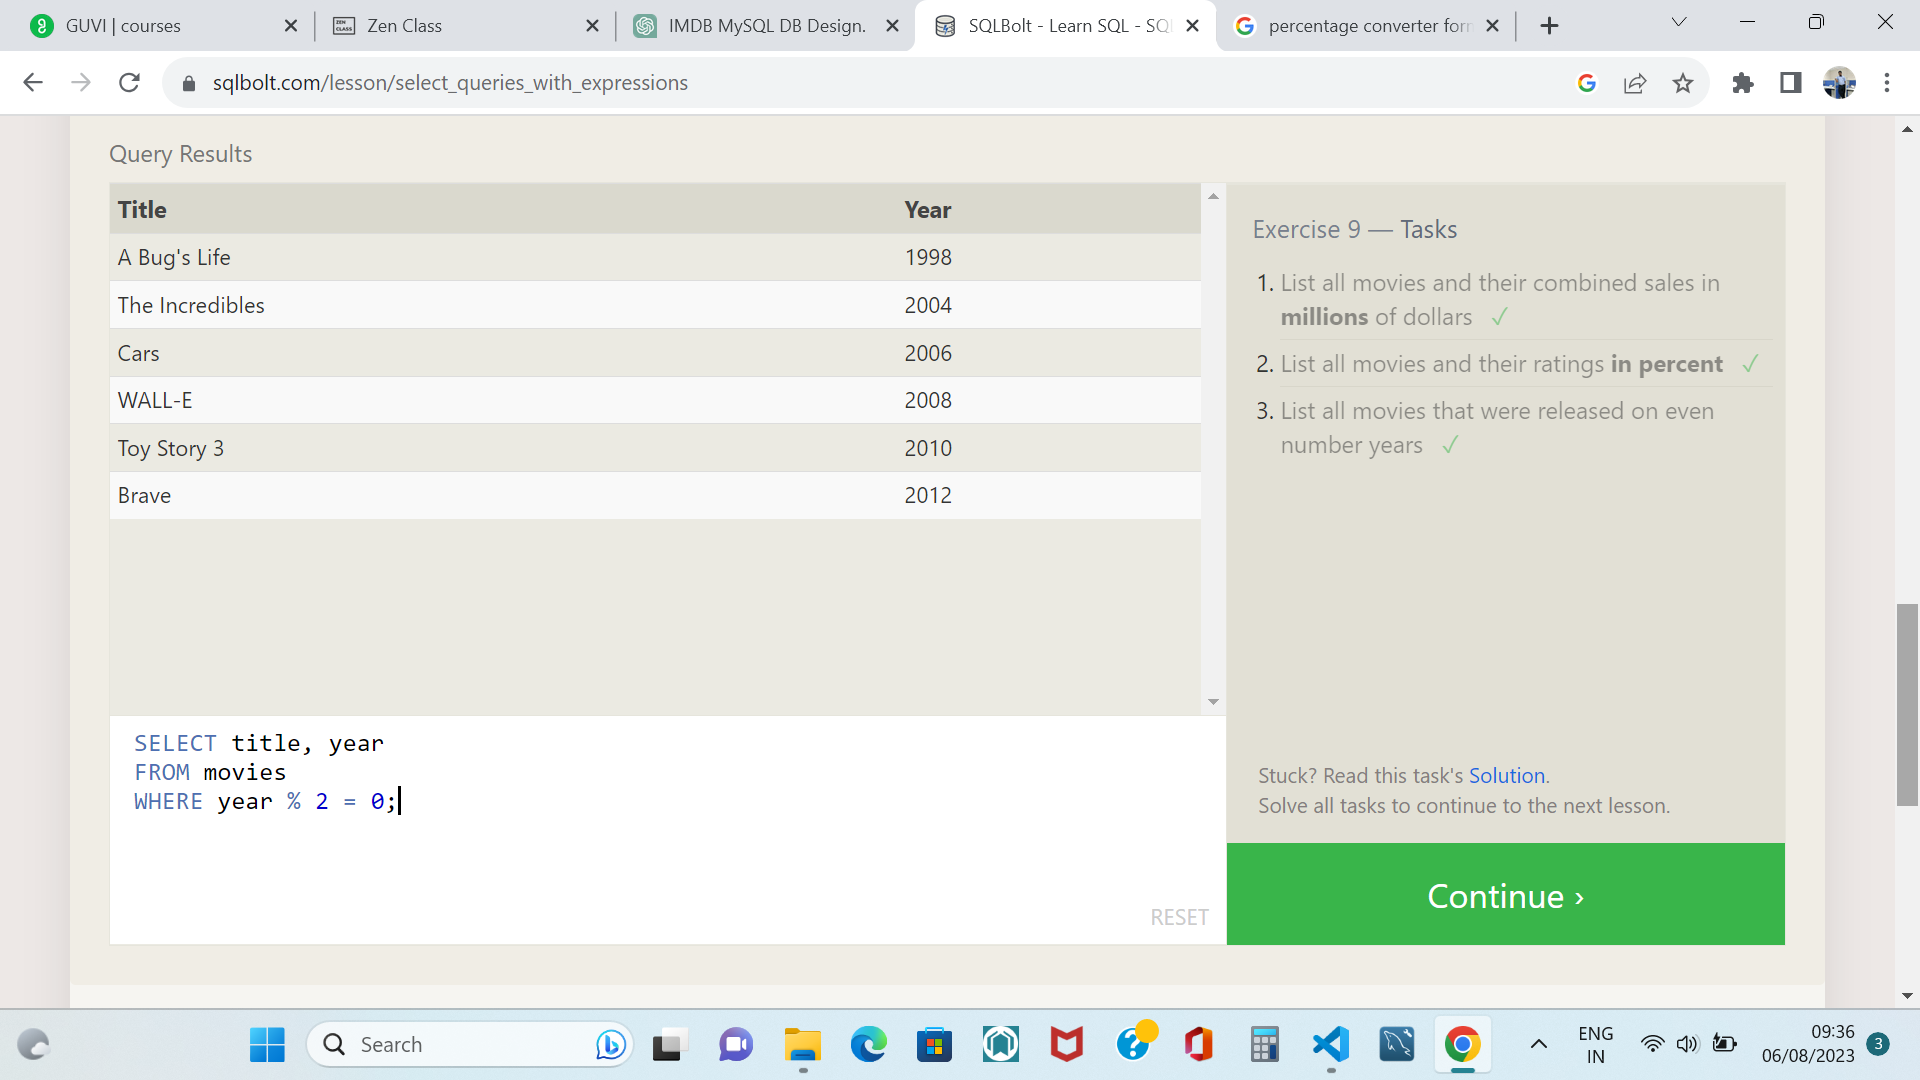 GUVI | courses
Zen Class
IMDB MySQL DB Design.
SQLBolt - Learn SQL - SQ
percentage converter for
sqlbolt.com/lesson/select_queries_with_expressions
Query Results
Title Year
A Bug's Life 1998
The Incredibles 2004
Cars 2006
WALL-E 2008
Toy Story 3 2010
Brave 2012
Exercise 9 — Tasks
1. List all movies and their combined sales in
millions of dollars ✓
2. List all movies and their ratings in percent ✓
3. List all movies that were released on even
number years ✓
SELECT title, year
FROM movies
WHERE year % 2 = 0;
RESET
Stuck? Read this task's Solution.
Solve all tasks to continue to the next lesson.
Continue ›
Search
ENG
IN
09:36
06/08/2023
3